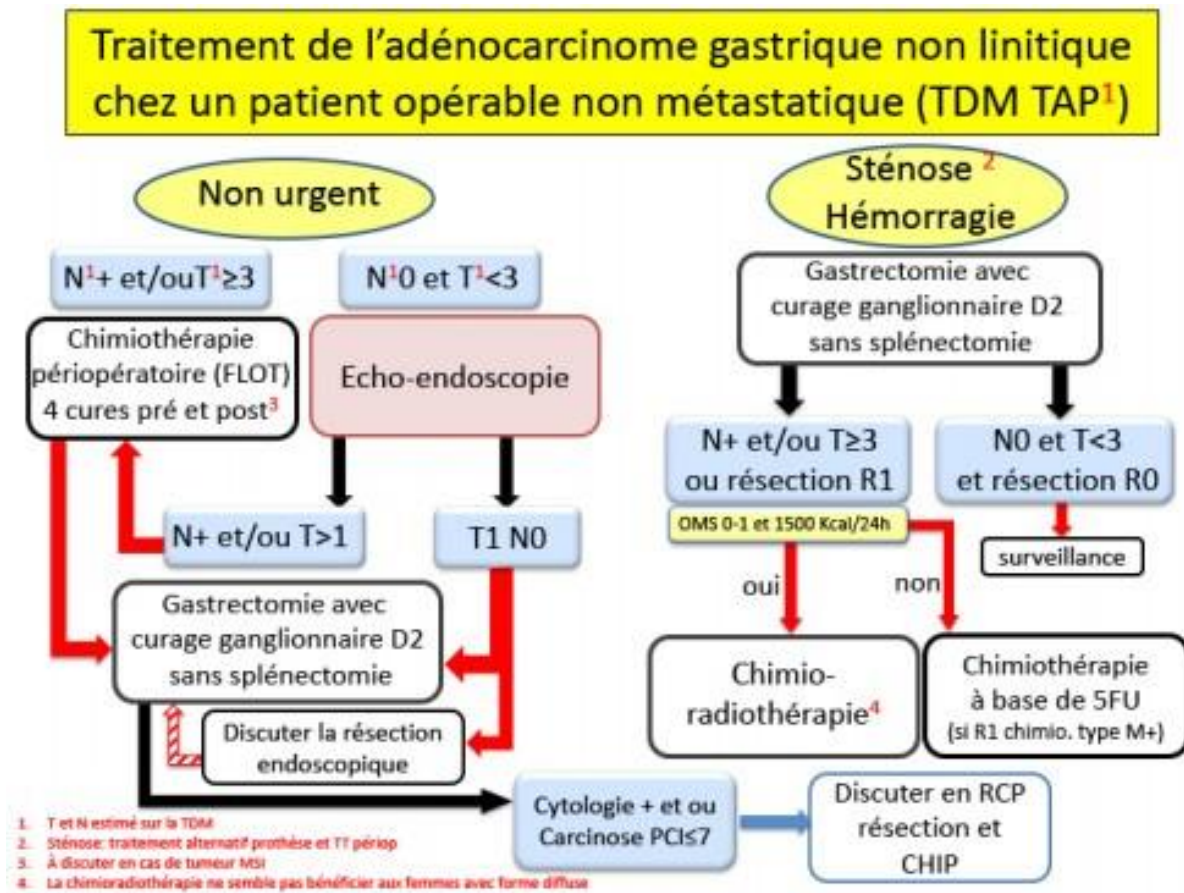 Traitement de l'adénocarcinome gastrique non linitique
chez un patient opérable non métastatique (TDM TAP¹)
Non urgent
N¹+ et/ouT¹≥3
N¹0 et T¹<3
Chimiothérapie
périopératoire (FLOT)
4 cures pré et post³
Echo-endoscopie
N+ et/ou T>1
T1 N0
Gastrectomie avec
curage ganglionnaire D2
sans splénectomie
Discuter la résection
endoscopique
Sténose ²
Hémorragie
Gastrectomie avec
curage ganglionnaire D2
sans splénectomie
N+ et/ou T≥3
ou résection R1
N0 et T<3
et résection R0
OMS 0-1 et 1500 Kcal/24h
surveillance
oui
non
Chimio-
radiothérapie⁴
Chimiothérapie
à base de 5FU
(si R1 chimio. type M+)
Cytologie + et ou
Carcinose PCI≤7
Discuter en RCP
résection et
CHIP
1. T et N estimé sur la TDM
2. Sténose: traitement alternatif prothèse et TT périop
3. À discuter en cas de tumeur MSI
4. La chimioradiothérapie ne semble pas bénéficier aux femmes avec forme diffuse